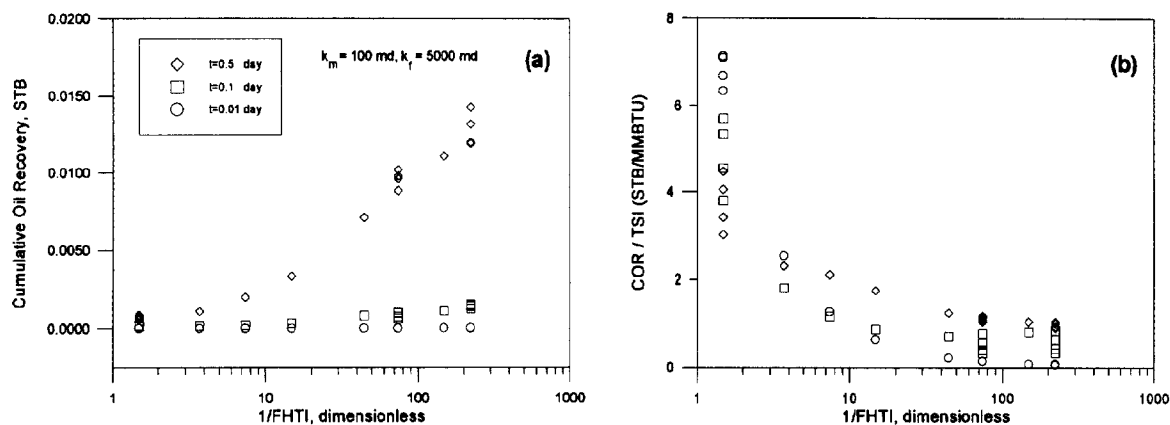 0.0200
0.0150
0.0100
0.0050
0.0000
Cumulative Oil Recovery, STB
t=0.5 day
t=0.1 day
t=0.01 day
km = 100 md, kf = 5000 md
(a)
1 10 100 1000
1/FHTI, dimensionless
8
6
4
2
0
COR / TSI (STB/MMBTU)
(b)
1 10 100 1000
1/FHTI, dimensionless